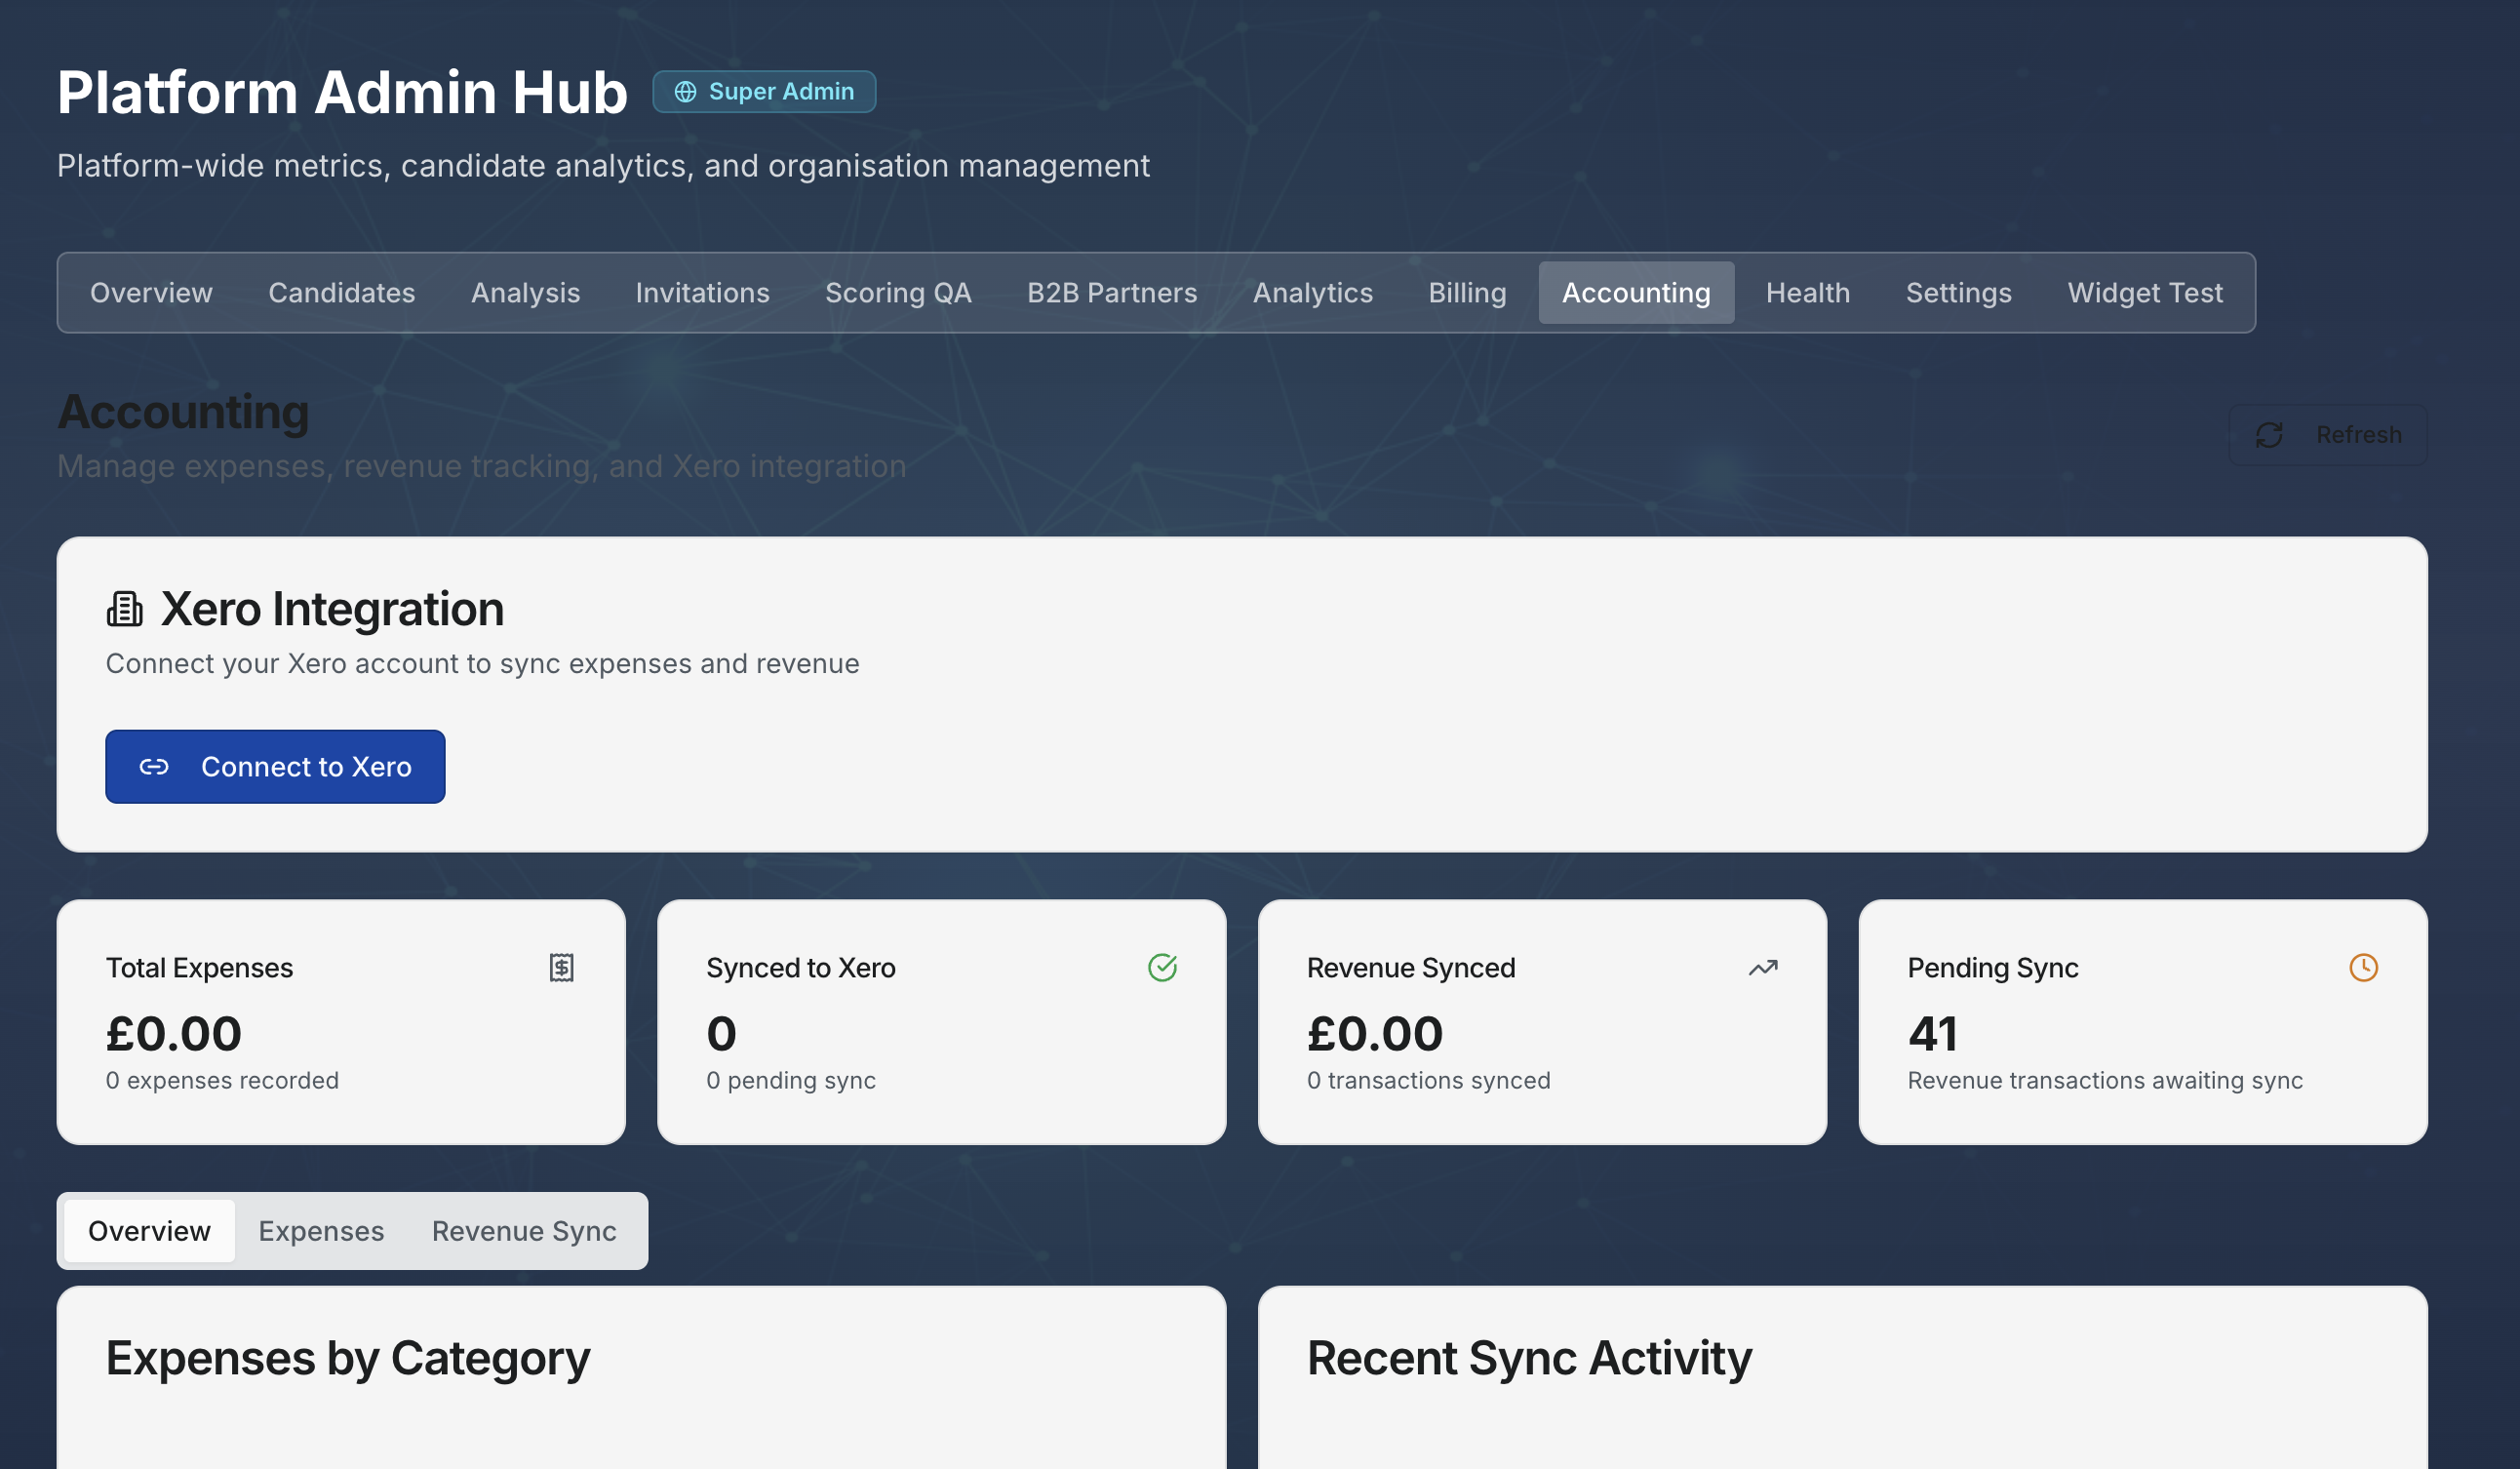 Platform Admin Hub
Super Admin
Platform-wide metrics, candidate analytics, and organisation management
Overview Candidates Analysis Invitations Scoring QA B2B Partners Analytics Billing Accounting Health Settings Widget Test
Accounting
Refresh
Manage expenses, revenue tracking, and Xero integration
Xero Integration
Connect your Xero account to sync expenses and revenue
Connect to Xero
Total Expenses
£0.00
0 expenses recorded
Synced to Xero
0
0 pending sync
Revenue Synced
£0.00
0 transactions synced
Pending Sync
41
Revenue transactions awaiting sync
Overview Expenses Revenue Sync
Expenses by Category
Recent Sync Activity